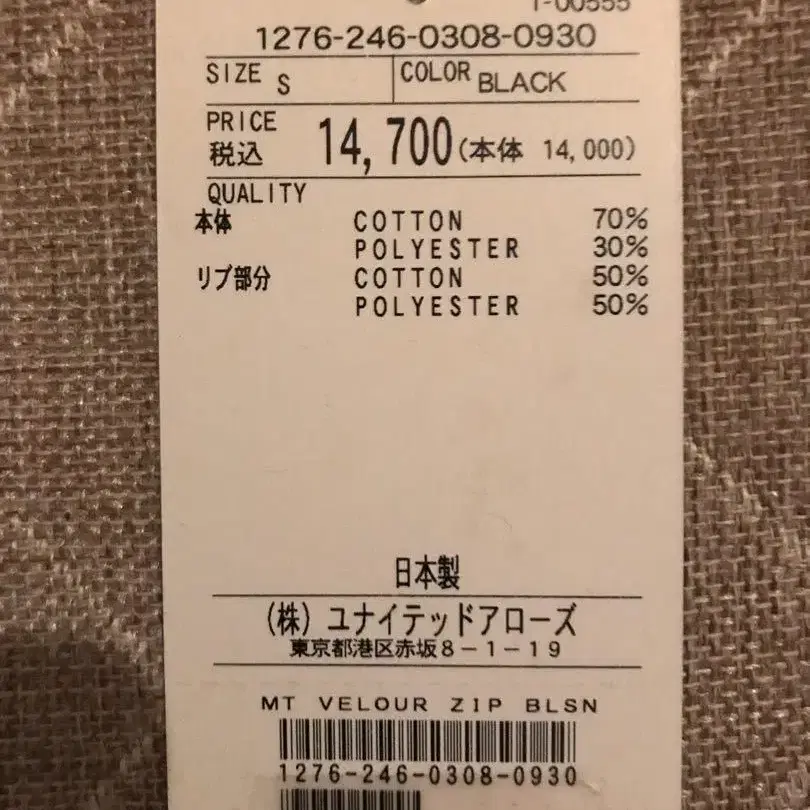 1-00555
1276-246-0308-0930
SIZE S COLOR BLACK
PRICE
税込 14,700(本体 14,000)
QUALITY
本体 COTTON 70%
POLYESTER 30%
リブ部分 COTTON 50%
POLYESTER 50%
日本製
(株)ユナイテッドアローズ
東京都港区赤坂8-1-19
MT VELOUR ZIP BLSN
1276-246-0308-0930